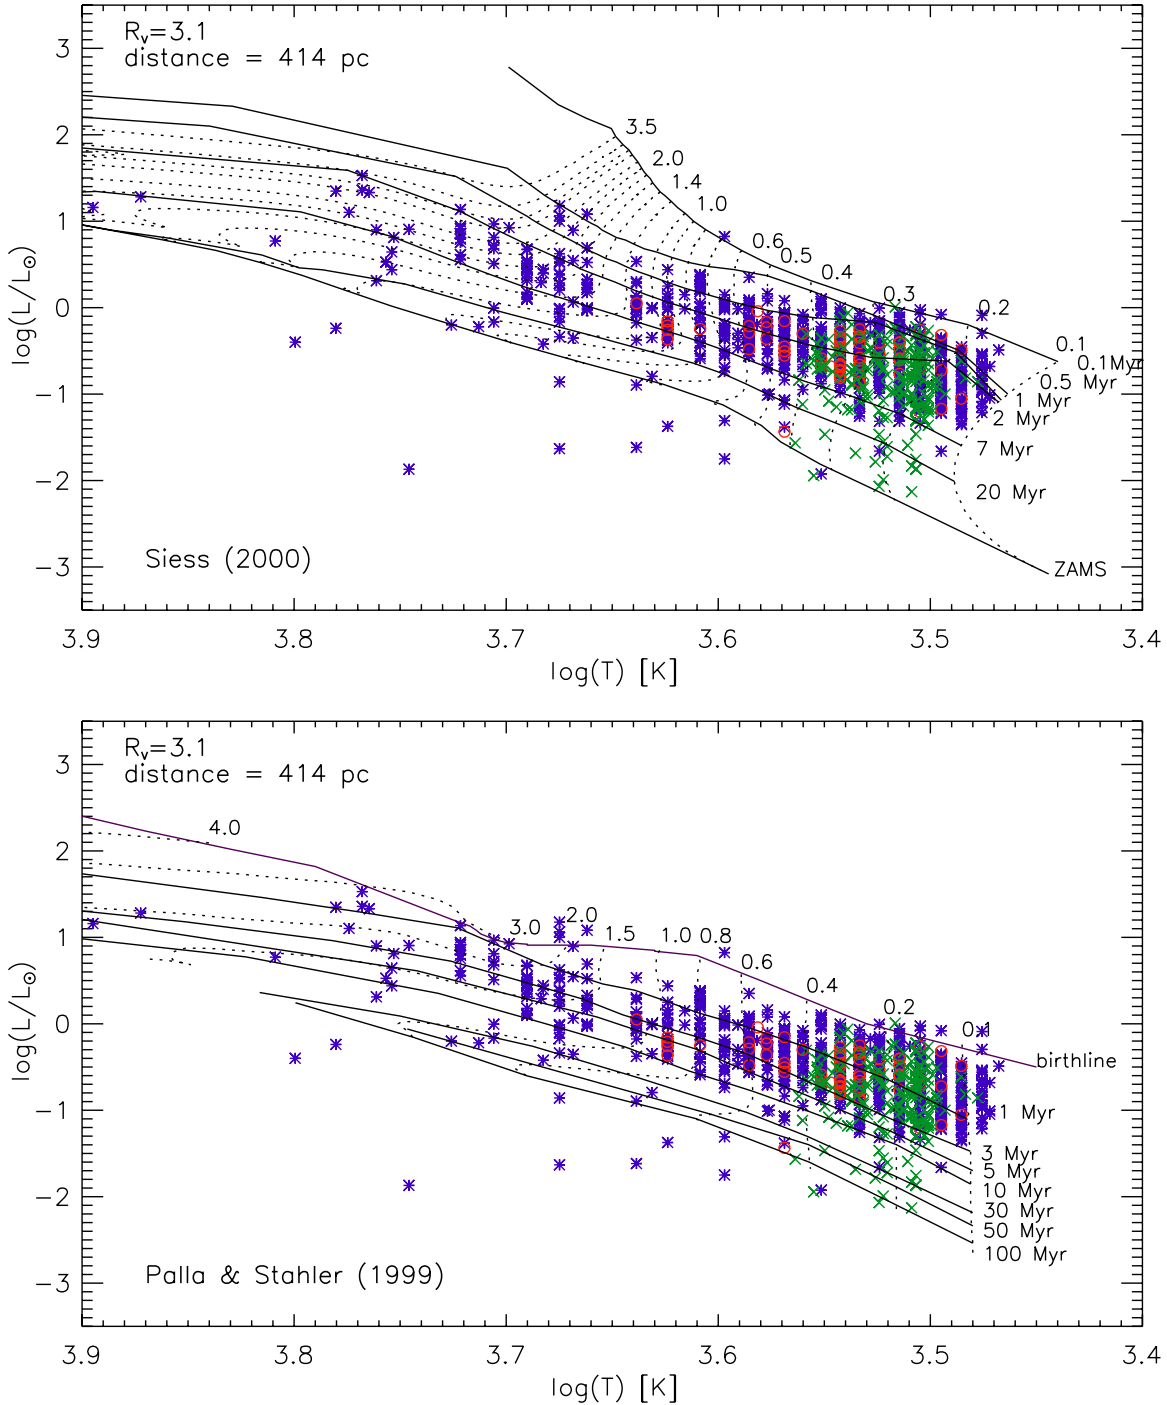 R_v=3.1
distance = 414 pc
3.5
2.0
1.4
1.0
0.6
0.5
0.4
0.3
0.2
0.1
0.1Myr
0.5 Myr
1 Myr
2 Myr
7 Myr
20 Myr
ZAMS
Siess (2000)
3
2
1
0
−1
−2
−3
log(L/L⊙)
3.9 3.8 3.7 3.6 3.5 3.4
log(T) [K]
R_v=3.1
distance = 414 pc
4.0
3.0
2.0
1.5
1.0
0.8
0.6
0.4
0.2
0.1
birthline
1 Myr
3 Myr
5 Myr
10 Myr
30 Myr
50 Myr
100 Myr
Palla & Stahler (1999)
3
2
1
0
−1
−2
−3
log(L/L⊙)
3.9 3.8 3.7 3.6 3.5 3.4
log(T) [K]